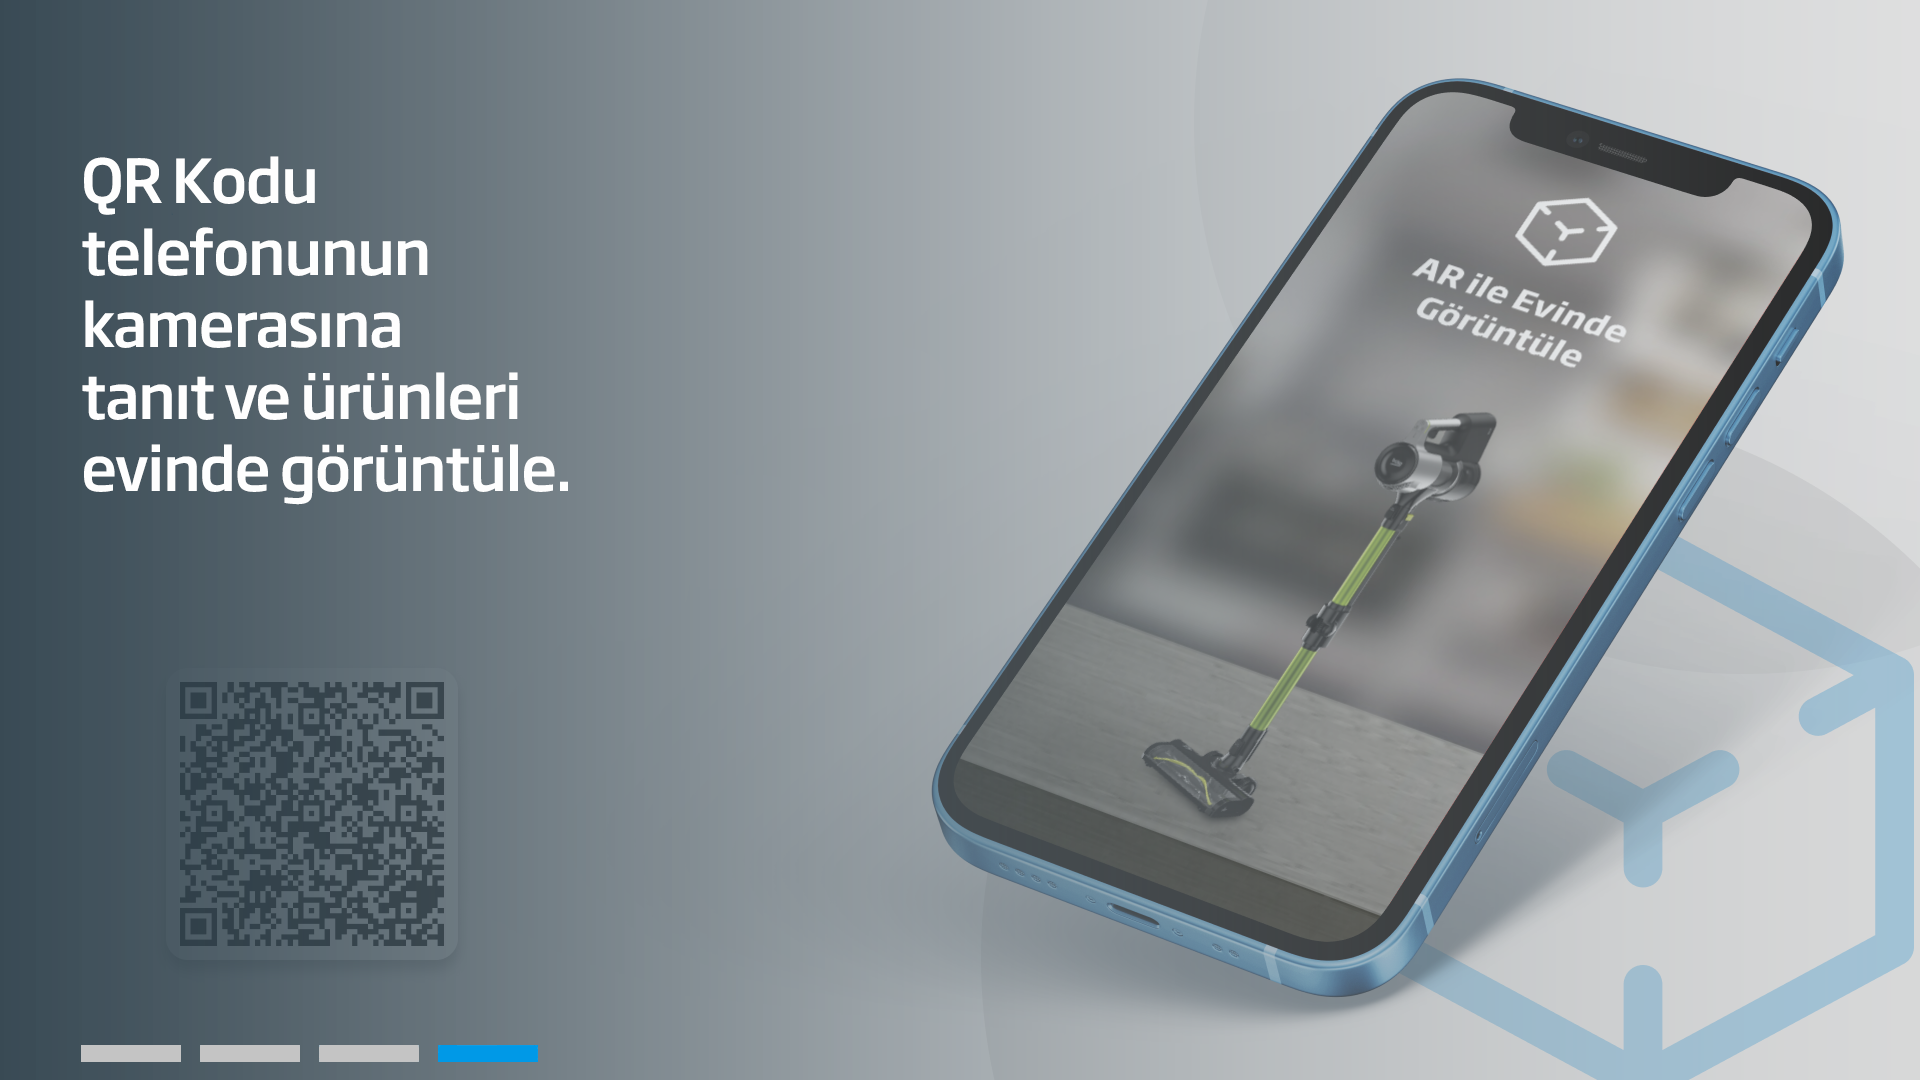 QR Kodu
telefonunun
kamerasına
tanıt ve ürünleri
evinde görüntüle.
AR ile Evinde
Görüntüle